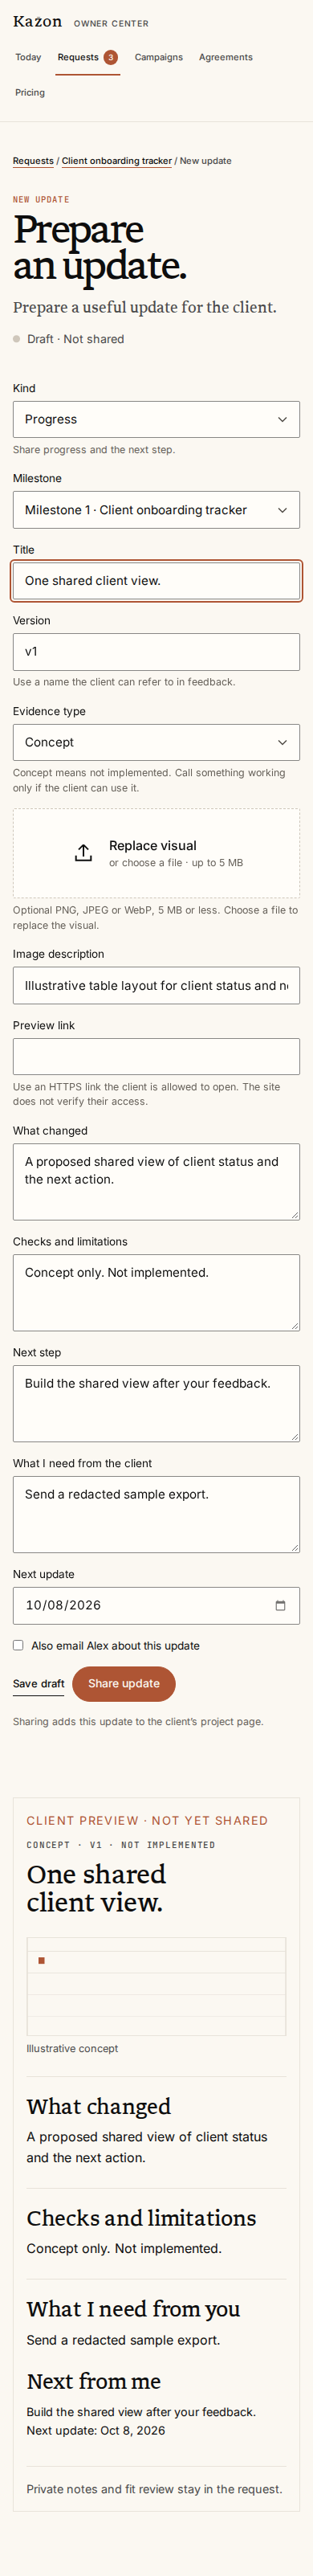 Kazon OWNER CENTER
Today Requests 3 Campaigns Agreements
Pricing
Requests / Client onboarding tracker / New update
NEW UPDATE
Prepare
an update.
Prepare a useful update for the client.
Draft · Not shared
Kind
Progress
Share progress and the next step.
Milestone
Milestone 1 · Client onboarding tracker
Title
One shared client view.
Version
v1
Use a name the client can refer to in feedback.
Evidence type
Concept
Concept means not implemented. Call something working
only if the client can use it.
Replace visual
or choose a file · up to 5 MB
Optional PNG, JPEG or WebP, 5 MB or less. Choose a file to
replace the visual.
Image description
Illustrative table layout for client status and
Preview link
Use an HTTPS link the client is allowed to open. The site
does not verify their access.
What changed
A proposed shared view of client status and
the next action.
Checks and limitations
Concept only. Not implemented.
Next step
Build the shared view after your feedback.
What I need from the client
Send a redacted sample export.
Next update
10/08/2026
Also email Alex about this update
Save draft Share update
Sharing adds this update to the client's project page.
CLIENT PREVIEW · NOT YET SHARED
CONCEPT · V1 · NOT IMPLEMENTED
One shared
client view.
Illustrative concept
What changed
A proposed shared view of client status
and the next action.
Checks and limitations
Concept only. Not implemented.
What I need from you
Send a redacted sample export.
Next from me
Build the shared view after your feedback.
Next update: Oct 8, 2026
Private notes and fit review stay in the request.